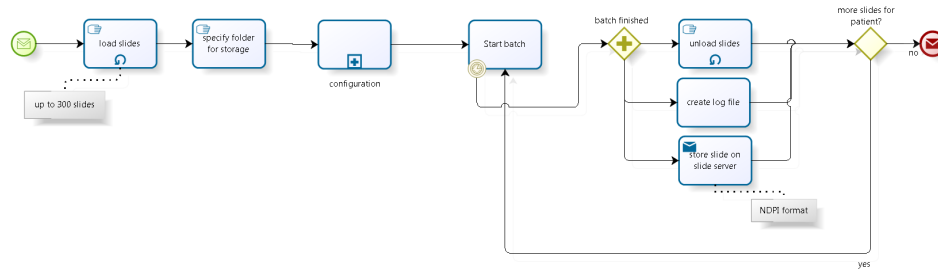 more slides for
patient?
batch finished
load slides
specify folder
for storage
Start batch
unload slides
no
configuration
up to 300 slides
create log file
store slide on
slide server
NDPI format
yes